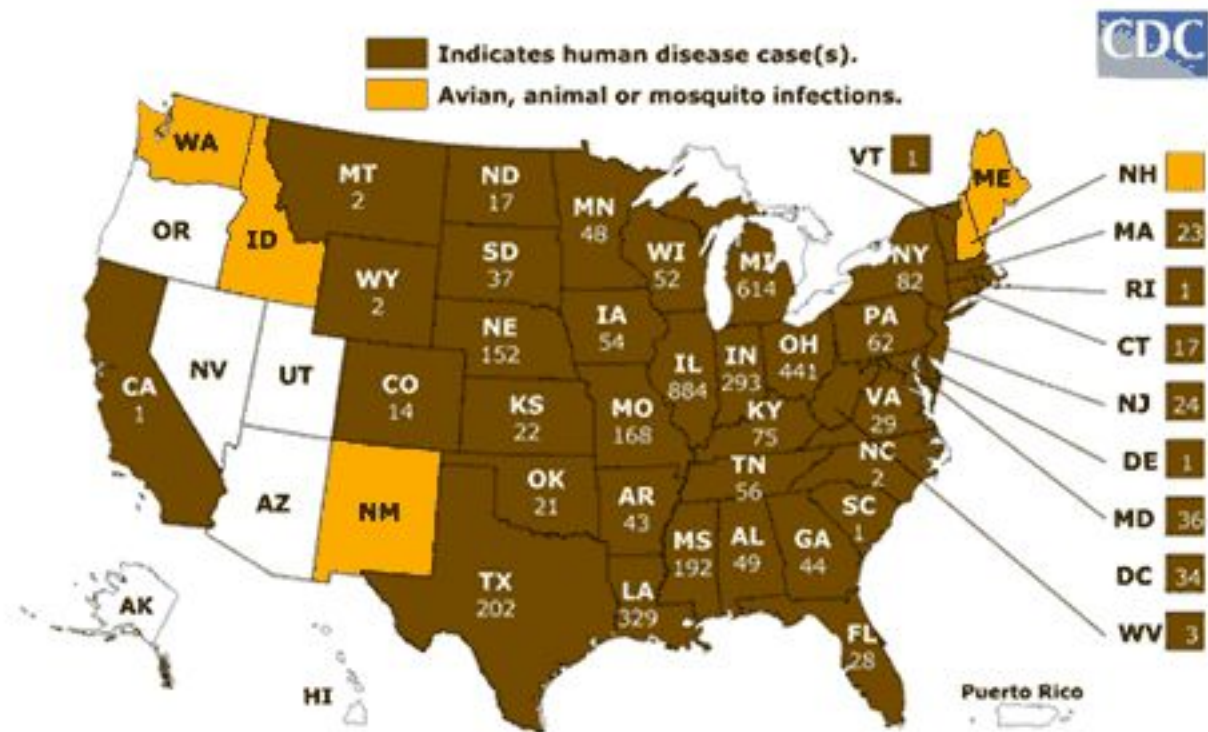 CDC
Indicates human disease case(s).
Avian, animal or mosquito infections.
WA
MT
2
ND
17
MN
48
VT 1
ME
NH
OR
ID
SD
37
WI
52
MI
614
NY
82
MA 23
WY
2
RI 1
NE
152
IA
54
PA
62
CT 17
NV
UT
CO
14
IL
884
IN
293
OH
441
CA
1
KS
22
MO
168
KY
75
VA
29
NJ 24
NC
2
DE 1
AZ
NM
OK
21
AR
43
TN
56
SC
1
MD 36
MS
192
AL
49
GA
44
DC 34
TX
202
LA
329
AK
FL
28
WV 3
HI
Puerto Rico